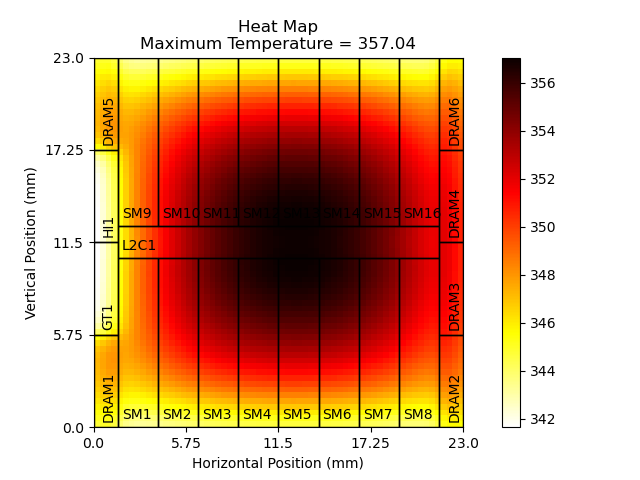 Heat Map
Maximum Temperature = 357.04
23.0
17.25
11.5
5.75
0.0
Vertical Position (mm)
DRAM5
DRAM6
HI1
SM9
SM10
SM11
SM12
SM14
SM15
SM16
DRAM4
L2C1
GT1
DRAM3
DRAM1
SM1
SM2
SM3
SM4
SM5
SM6
SM7
SM8
DRAM2
0.0
5.75
11.5
17.25
23.0
Horizontal Position (mm)
356
354
352
350
348
346
344
342